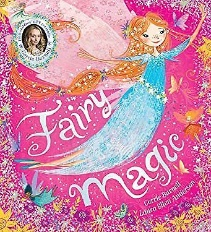 Fairy
Magic
Cerrie Burnell
Laura Ellen Anderson